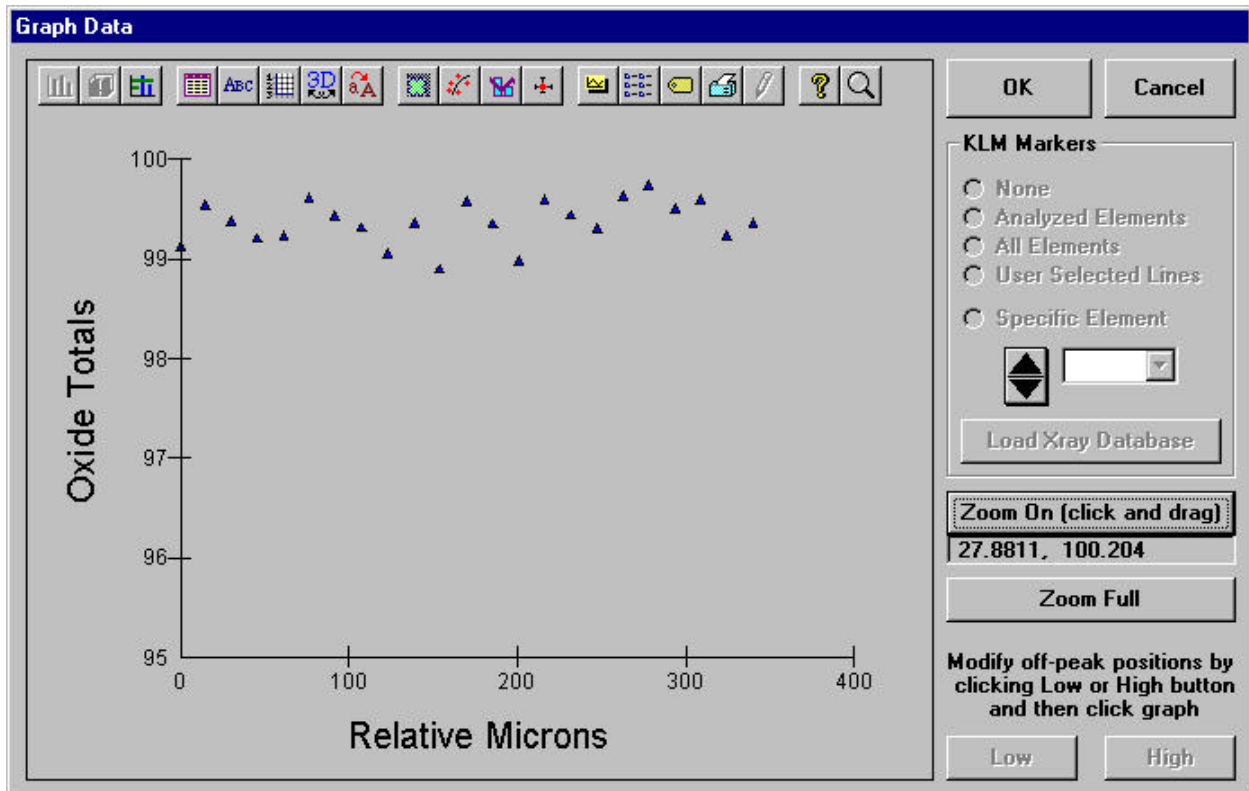 Graph Data
ABC
3D
aA
?
100
99
98
97
96
95
0 100 200 300 400
Oxide Totals
Relative Microns
OK Cancel
KLM Markers
None
Analyzed Elements
All Elements
User Selected Lines
Specific Element
Load Xray Database
Zoom On (click and drag)
27.8811, 100.204
Zoom Full
Modify off-peak positions by
clicking Low or High button
and then click graph
Low High